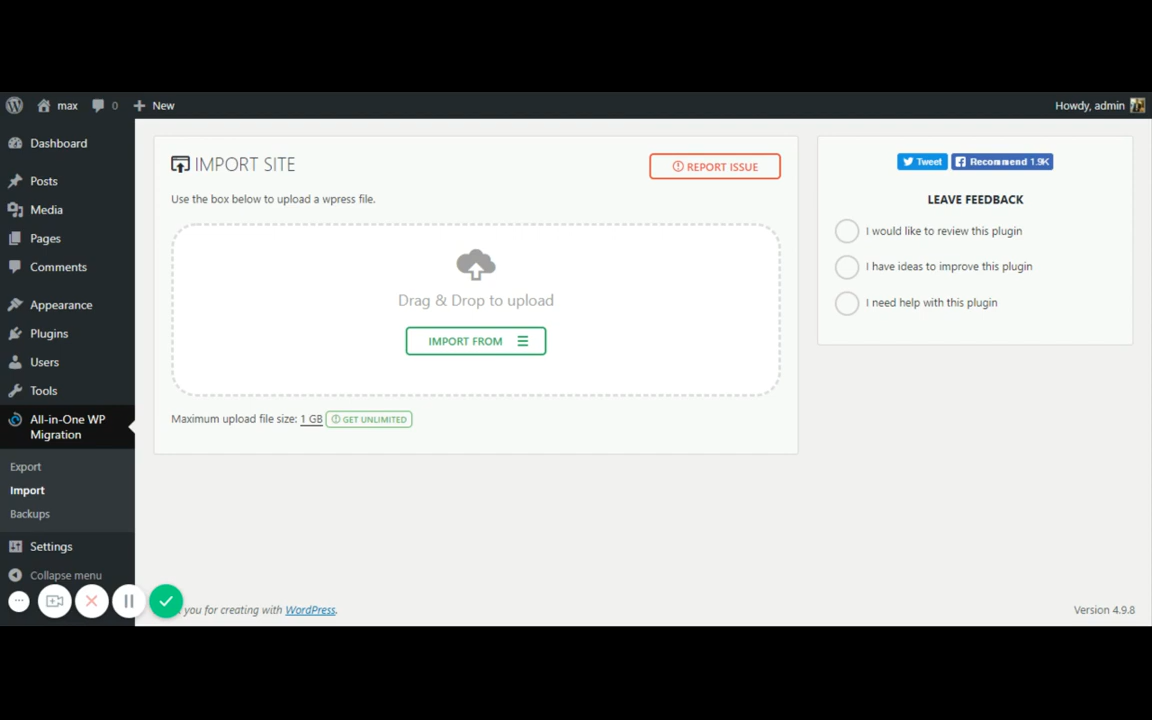 max 0 New
Howdy, admin
Dashboard
Posts
Media
Pages
Comments
Appearance
Plugins
Users
Tools
All-in-One WP
Migration
Export
Import
Backups
Settings
Collapse menu
IMPORT SITE
REPORT ISSUE
Use the box below to upload a wpress file.
Drag & Drop to upload
IMPORT FROM
Maximum upload file size: 1 GB GET UNLIMITED
Tweet
Recommend 1.9K
LEAVE FEEDBACK
I would like to review this plugin
I have ideas to improve this plugin
I need help with this plugin
you for creating with WordPress.
Version 4.9.8